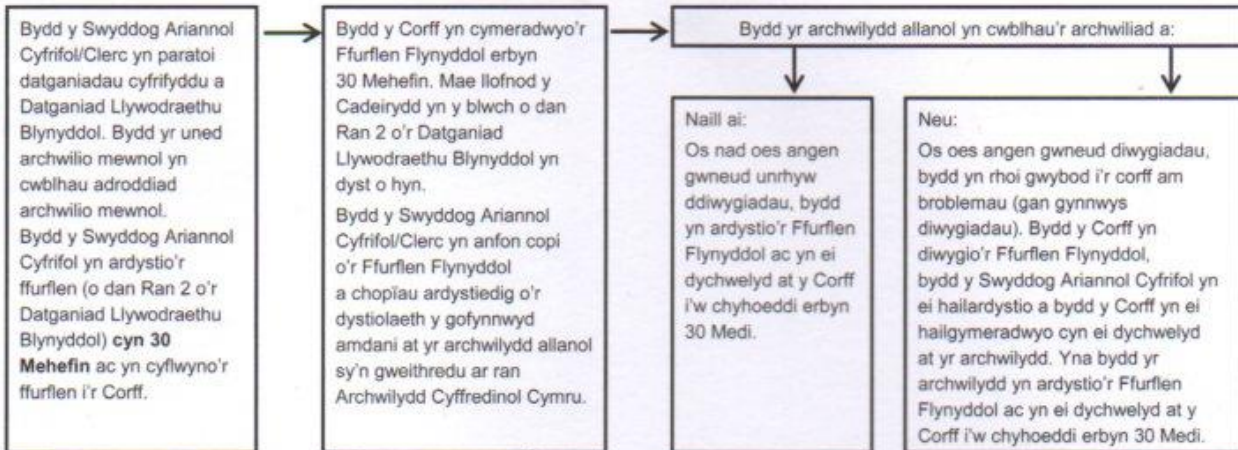 Bydd y Swyddog Ariannol
Cyfrifol/Clerc yn paratoi
datganiadau cyfrifyddu a
Datganiad Llywodraethu
Blynyddol. Bydd yr uned
archwilio mewnol yn
cwblhau adroddiad
archwilio mewnol.
Bydd y Swyddog Ariannol
Cyfrifol yn ardystio'r
ffurflen (o dan Ran 2 o'r
Datganiad Llywodraethu
Blynyddol) cyn 30
Mehefin ac yn cyflwyno'r
ffurflen i'r Corff.
Bydd y Corff yn cymeradwyo'r
Ffurflen Flynyddol erbyn
30 Mehefin. Mae llofnod y
Cadeirydd yn y blwch o dan
Ran 2 o'r Datganiad
Llywodraethu Blynyddol yn
dyst o hyn.
Bydd y Swyddog Ariannol
Cyfrifol/Clerc yn anfon copi
o'r Ffurflen Flynyddol
a chopïau ardystiedig o'r
dystiolaeth y gofynnwyd
amdani at yr archwilydd allanol
sy'n gweithredu ar ran
Archwilydd Cyffredinol Cymru.
Bydd yr archwilydd allanol yn cwblhau'r archwiliad a:
Naill ai:
Os nad oes angen
gwneud unrhyw
ddiwygiadau, bydd
yn ardystio'r Ffurflen
Flynyddol ac yn ei
dychwelyd at y Corff
i'w chyhoeddi erbyn
30 Medi.
Neu:
Os oes angen gwneud diwygiadau,
bydd yn rhoi gwybod i'r corff am
broblemau (gan gynnwys
diwygiadau). Bydd y Corff yn
diwygio'r Ffurflen Flynyddol,
bydd y Swyddog Ariannol Cyfrifol yn
ei hailardystio a bydd y Corff yn ei
hailgymeradwyo cyn ei dychwelyd
at yr archwilydd. Yna bydd yr
archwilydd yn ardystio'r Ffurflen
Flynyddol ac yn ei dychwelyd at y
Corff i'w chyhoeddi erbyn 30 Medi.